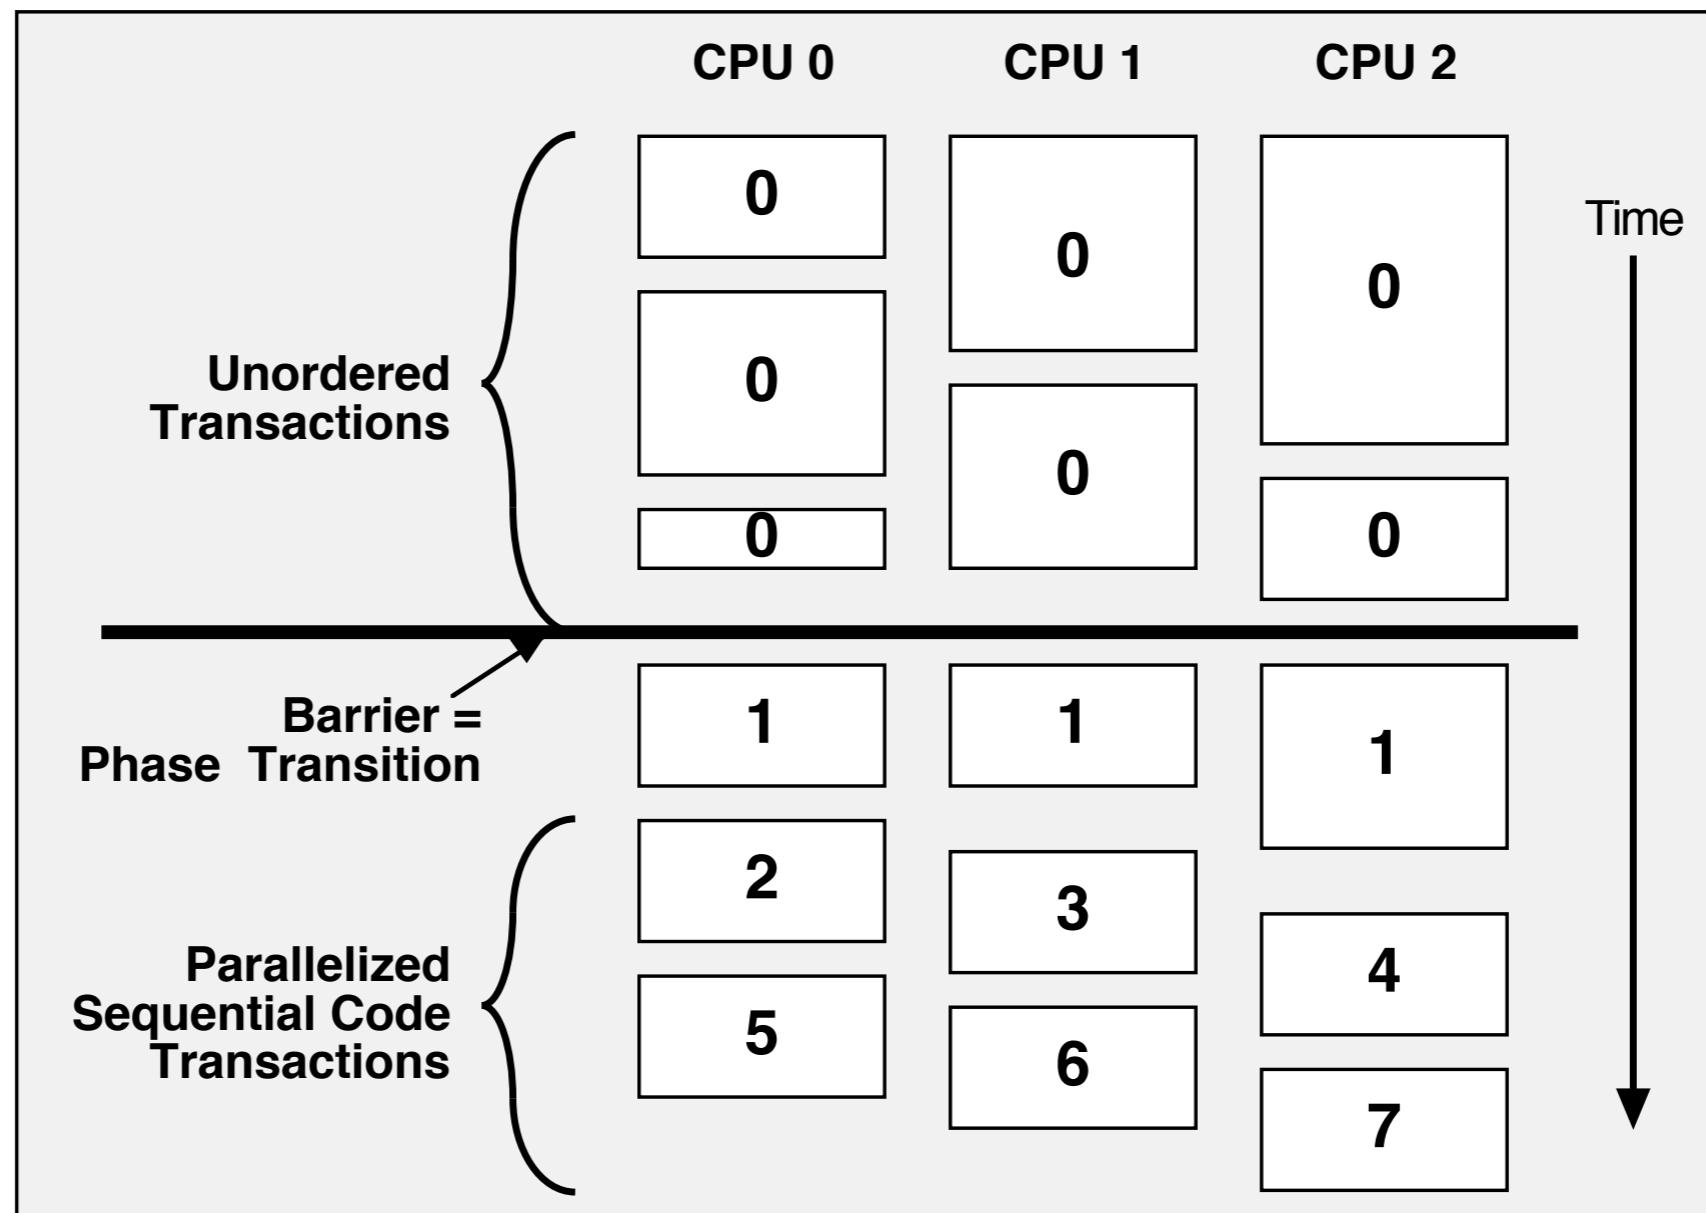 CPU 0 CPU 1 CPU 2
Time
0 0 0
Unordered
Transactions
0 0
0 0
Barrier =
Phase Transition
1 1 1
Parallelized
Sequential Code
Transactions
2 3 4
5 6 7